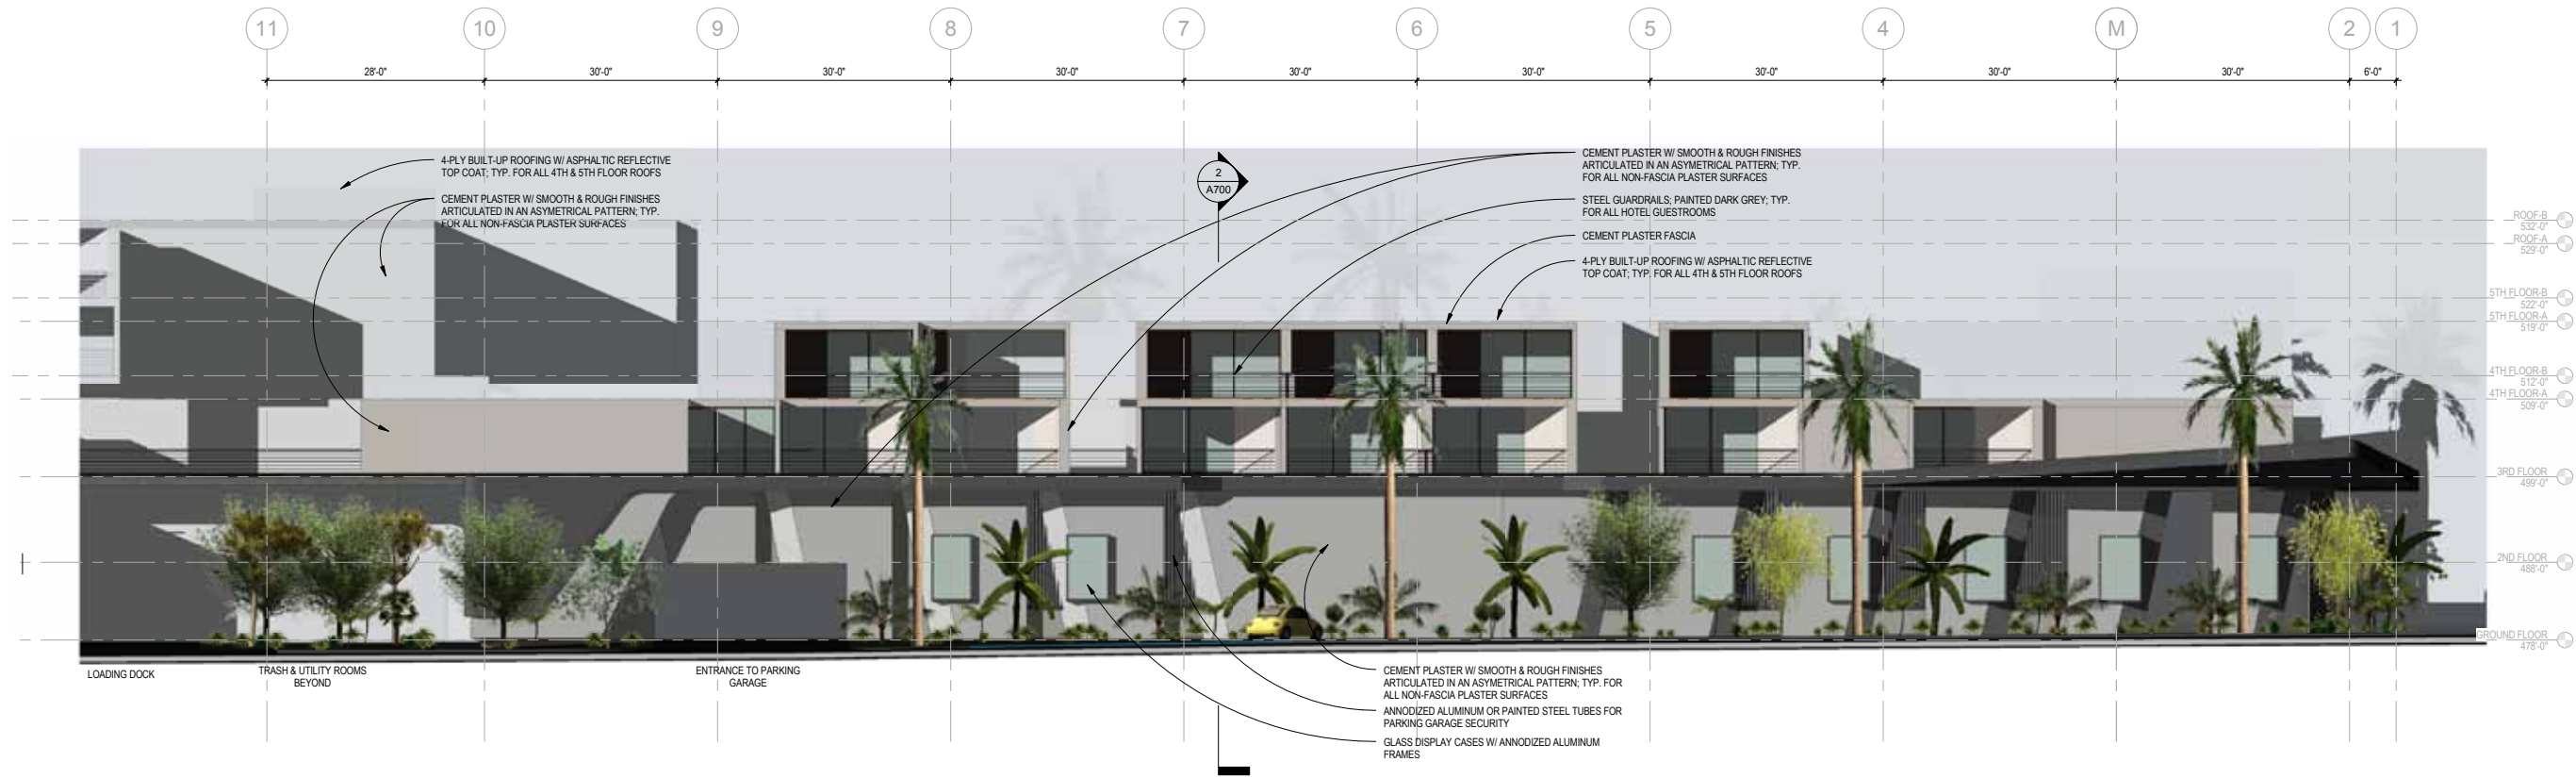 11
10
9
8
7
6
5
4
M
2
1
28'-0"
30'-0"
30'-0"
30'-0"
30'-0"
30'-0"
30'-0"
30'-0"
30'-0"
6'-0"
4-PLY BUILT-UP ROOFING W/ ASPHALTIC REFLECTIVE
TOP COAT; TYP. FOR ALL 4TH & 5TH FLOOR ROOFS
CEMENT PLASTER W/ SMOOTH & ROUGH FINISHES
ARTICULATED IN AN ASYMETRICAL PATTERN; TYP.
FOR ALL NON-FASCIA PLASTER SURFACES
2
A700
CEMENT PLASTER W/ SMOOTH & ROUGH FINISHES
ARTICULATED IN AN ASYMETRICAL PATTERN; TYP.
FOR ALL NON-FASCIA PLASTER SURFACES
STEEL GUARDRAILS; PAINTED DARK GREY; TYP.
FOR ALL HOTEL GUESTROOMS
CEMENT PLASTER FASCIA
4-PLY BUILT-UP ROOFING W/ ASPHALTIC REFLECTIVE
TOP COAT; TYP. FOR ALL 4TH & 5TH FLOOR ROOFS
ROOF-B
532'-0"
ROOF-A
529'-0"
5TH FLOOR-B
522'-0"
5TH FLOOR-A
519'-0"
4TH FLOOR-B
512'-0"
4TH FLOOR-A
509'-0"
3RD FLOOR
499'-0"
2ND FLOOR
488'-0"
GROUND FLOOR
478'-0"
LOADING DOCK
TRASH & UTILITY ROOMS
BEYOND
ENTRANCE TO PARKING
GARAGE
CEMENT PLASTER W/ SMOOTH & ROUGH FINISHES
ARTICULATED IN AN ASYMETRICAL PATTERN; TYP. FOR
ALL NON-FASCIA PLASTER SURFACES
ANNODIZED ALUMINUM OR PAINTED STEEL TUBES FOR
PARKING GARAGE SECURITY
GLASS DISPLAY CASES W/ ANNODIZED ALUMINUM
FRAMES